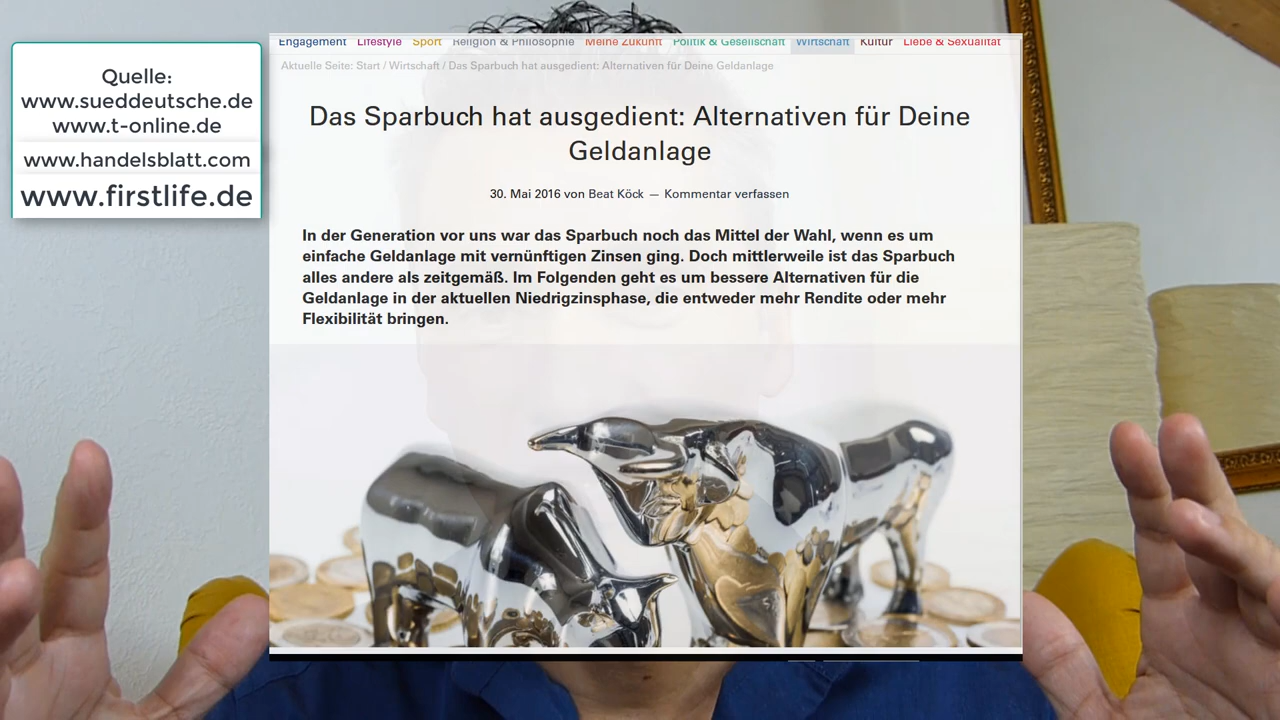 Quelle:
www.sueddeutsche.de
www.t-online.de
www.handelsblatt.com
www.firstlife.de
Engagement Lifestyle Sport Religion & Philosophie Meine Zukunft Politik & Gesellschaft Wirtschaft Kultur Liebe & Sexualität
Aktuelle Seite: Start / Wirtschaft / Das Sparbuch hat ausgedient: Alternativen für Deine Geldanlage
Das Sparbuch hat ausgedient: Alternativen für Deine
Geldanlage
30. Mai 2016 von Beat Köck — Kommentar verfassen
In der Generation vor uns war das Sparbuch noch das Mittel der Wahl, wenn es um
einfache Geldanlage mit vernünftigen Zinsen ging. Doch mittlerweile ist das Sparbuch
alles andere als zeitgemäß. Im Folgenden geht es um bessere Alternativen für die
Geldanlage in der aktuellen Niedrigzinsphase, die entweder mehr Rendite oder mehr
Flexibilität bringen.